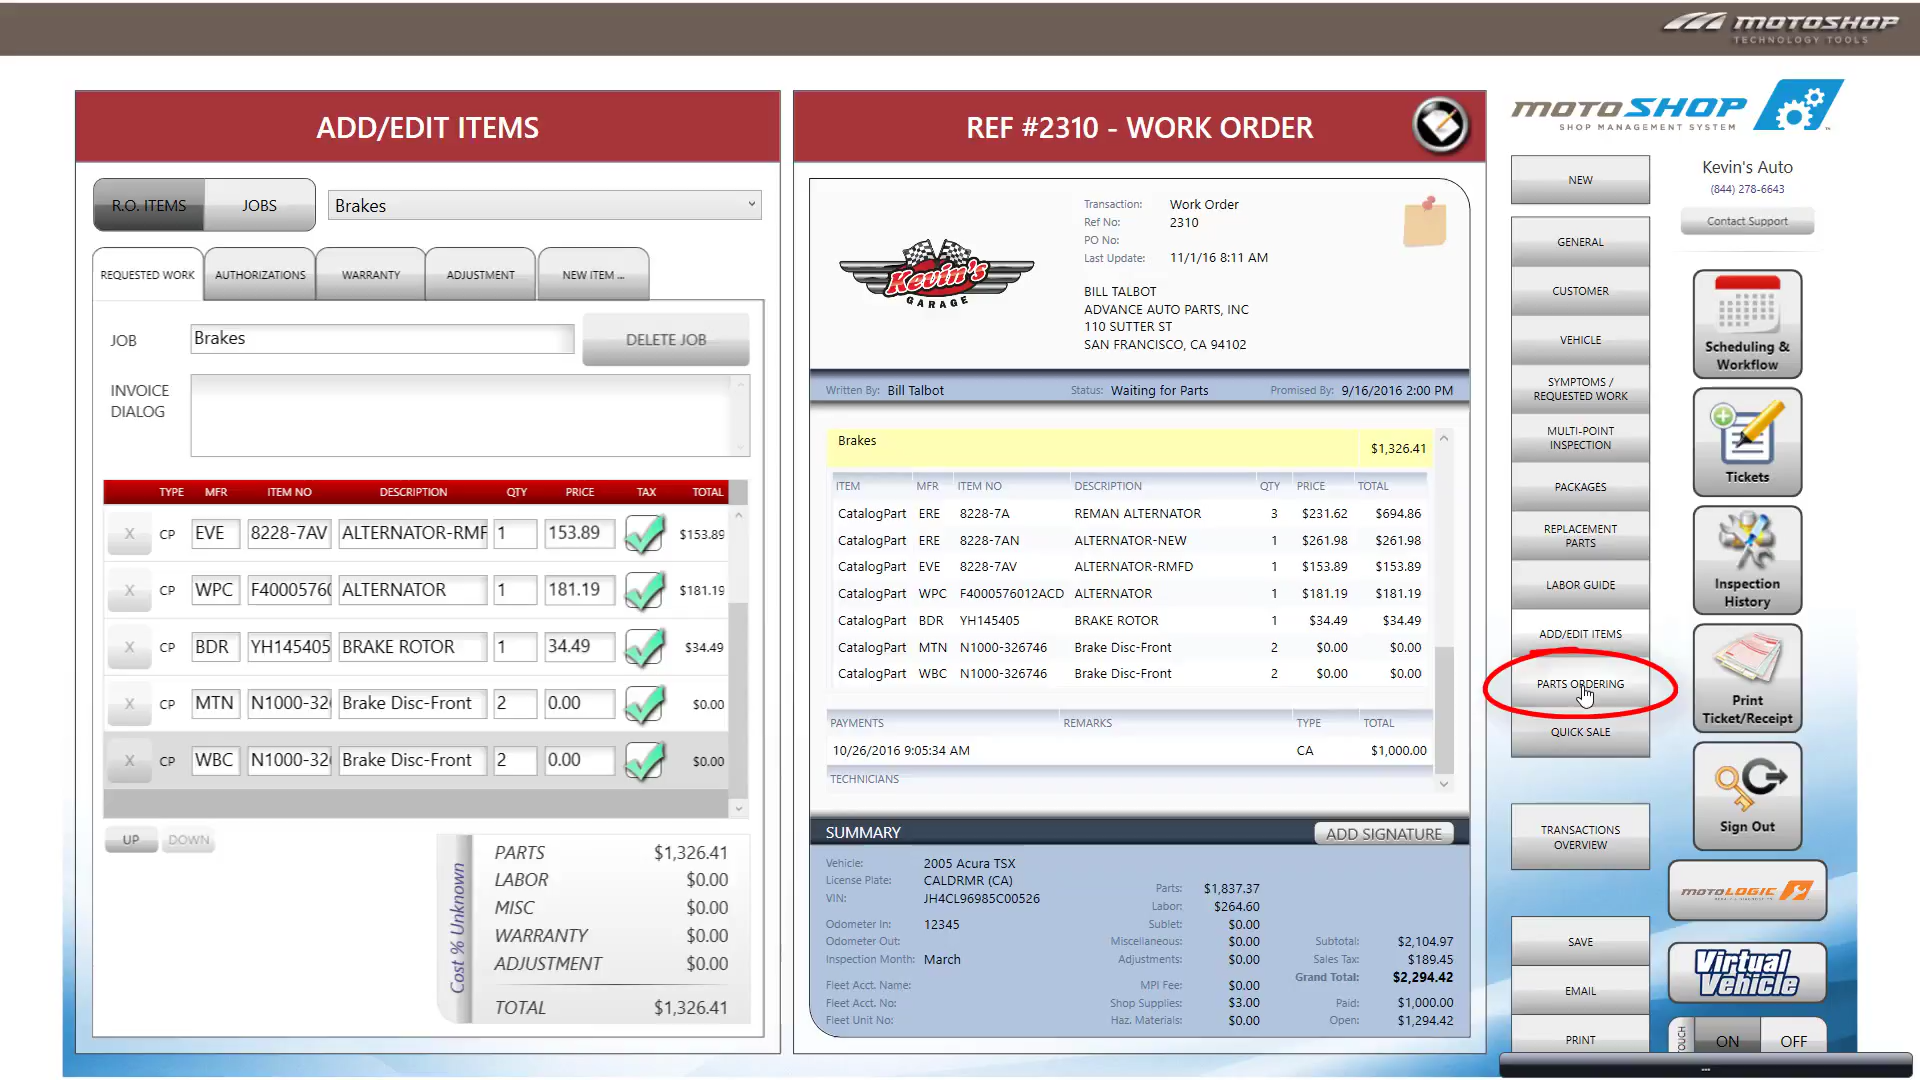 MOTOSHOP
TECHNOLOGY TOOLS
ADD/EDIT ITEMS
R.O. ITEMS JOBS Brakes
REQUESTED WORK AUTHORIZATIONS WARRANTY ADJUSTMENT NEW ITEM ...
JOB Brakes DELETE JOB
INVOICE
DIALOG
TYPE MFR ITEM NO DESCRIPTION QTY PRICE TAX TOTAL
X CP EVE 8228-7AV ALTERNATOR-RMF 1 153.89 $153.89
X CP WPC F40005760 ALTERNATOR 1 181.19 $181.19
X CP BDR YH145405 BRAKE ROTOR 1 34.49 $34.49
X CP MTN N1000-32 Brake Disc-Front 2 0.00 $0.00
X CP WBC N1000-32 Brake Disc-Front 2 0.00 $0.00
UP DOWN
Cost % Unknown
PARTS $1,326.41
LABOR $0.00
MISC $0.00
WARRANTY $0.00
ADJUSTMENT $0.00
TOTAL $1,326.41
REF #2310 - WORK ORDER
Kevin's
GARAGE
Transaction: Work Order
Ref No: 2310
PO No:
Last Update: 11/1/16 8:11 AM
BILL TALBOT
ADVANCE AUTO PARTS, INC
110 SUTTER ST
SAN FRANCISCO, CA 94102
Written By: Bill Talbot Status: Waiting for Parts Promised By: 9/16/2016 2:00 PM
Brakes $1,326.41
ITEM MFR ITEM NO DESCRIPTION QTY PRICE TOTAL
CatalogPart ERE 8228-7A REMAN ALTERNATOR 3 $231.62 $694.86
CatalogPart ERE 8228-7AN ALTERNATOR-NEW 1 $261.98 $261.98
CatalogPart EVE 8228-7AV ALTERNATOR-RMFD 1 $153.89 $153.89
CatalogPart WPC F4000576012ACD ALTERNATOR 1 $181.19 $181.19
CatalogPart BDR YH145405 BRAKE ROTOR 1 $34.49 $34.49
CatalogPart MTN N1000-326746 Brake Disc-Front 2 $0.00 $0.00
CatalogPart WBC N1000-326746 Brake Disc-Front 2 $0.00 $0.00
PAYMENTS REMARKS TYPE TOTAL
10/26/2016 9:05:34 AM CA $1,000.00
TECHNICIANS
SUMMARY ADD SIGNATURE
Vehicle: 2005 Acura TSX
License Plate: CALDRMR (CA)
VIN: JH4CL96985C00526
Odometer In: 12345
Odometer Out:
Inspection Month: March
Fleet Acct. Name:
Fleet Acct. No:
Fleet Unit No:
Parts: $1,837.37
Labor: $264.60
Sublet: $0.00
Miscellaneous: $0.00
Adjustments: $0.00
MPI Fee: $0.00
Shop Supplies: $3.00
Haz. Materials: $0.00
Subtotal: $2,104.97
Sales Tax: $189.45
Grand Total: $2,294.42
Paid: $1,000.00
Open: $1,294.42
motoSHOP
SHOP MANAGEMENT SYSTEM
NEW
GENERAL
CUSTOMER
VEHICLE
SYMPTOMS /
REQUESTED WORK
MULTI-POINT
INSPECTION
PACKAGES
REPLACEMENT
PARTS
LABOR GUIDE
ADD/EDIT ITEMS
PARTS ORDERING
QUICK SALE
TRANSACTIONS
OVERVIEW
SAVE
EMAIL
PRINT
Kevin's Auto
(844) 278-6643
Contact Support
Scheduling &
Workflow
Tickets
Inspection
History
Print
Ticket/Receipt
Sign Out
motoLOGIC
Virtual
Vehicle
ON OFF
...